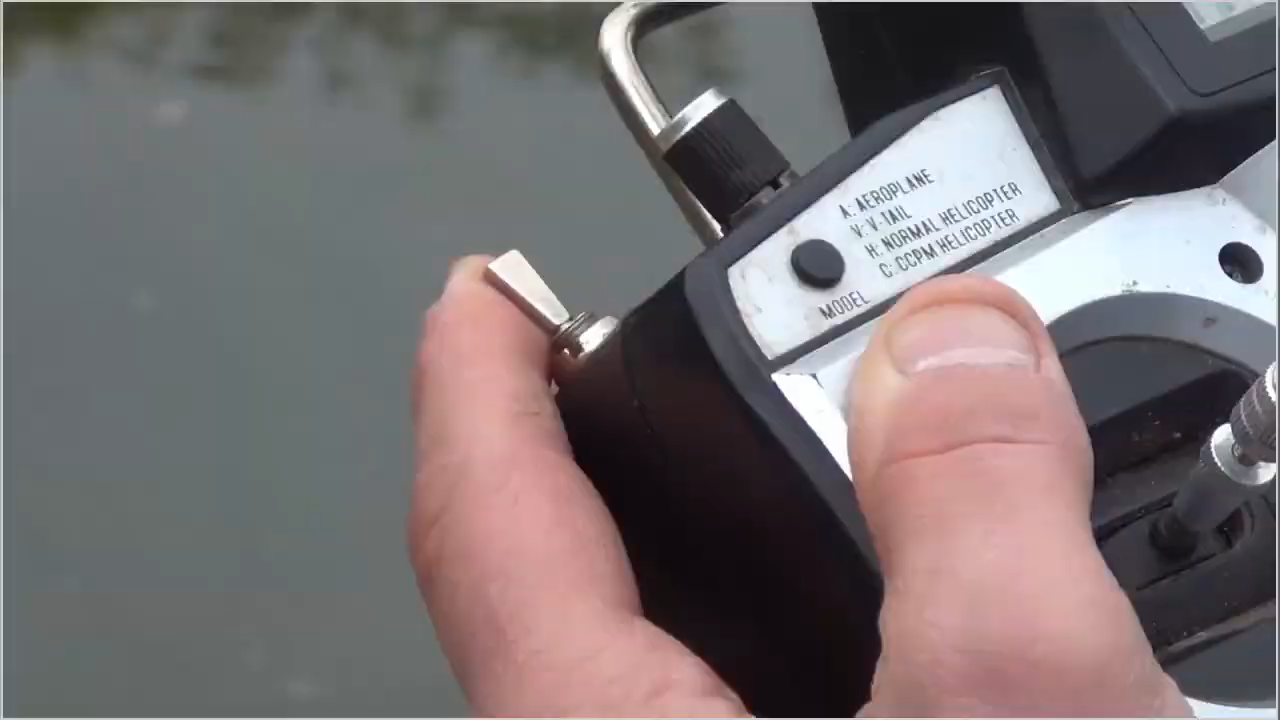 A: AEROPLANE
V: V-TAIL
H: NORMAL HELICOPTER
C: CCPM HELICOPTER
MODEL